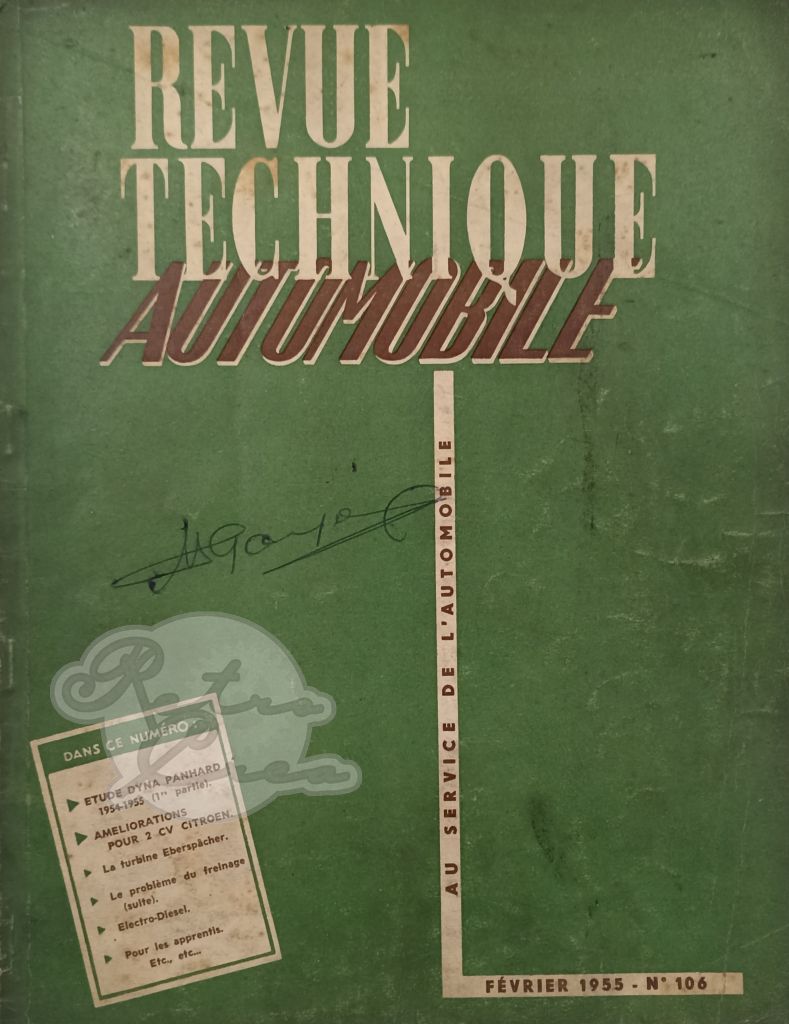 REVUE
TECHNIQUE
AUTOMOBILE
AU SERVICE DE L'AUTOMOBILE
Retro
DANS CE NUMÉRO :
ETUDE DYNA PANHARD
1954-1955 (1re partie).
AMELIORATIONS
POUR 2 CV CITROEN.
La turbine Eberspächer.
Le problème du freinage
(suite).
Electro-Diesel.
Pour les apprentis.
Etc., etc...
FÉVRIER 1955 - N° 106